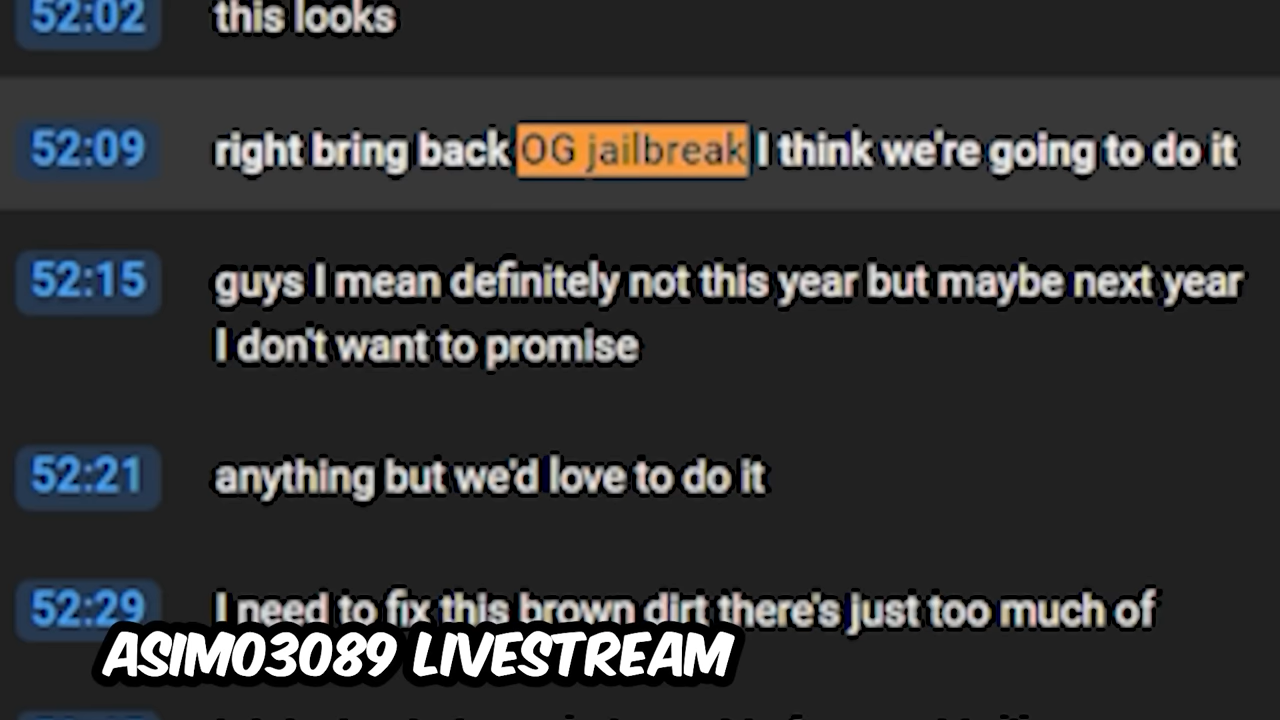 52:02 this looks
52:09 right bring back OG jailbreak I think we're going to do it
52:15 guys I mean definitely not this year but maybe next year
I don't want to promise
52:21 anything but we'd love to do it
52:29 I need to fix this brown dirt there's just too much of
ASIMO3089 LIVESTREAM